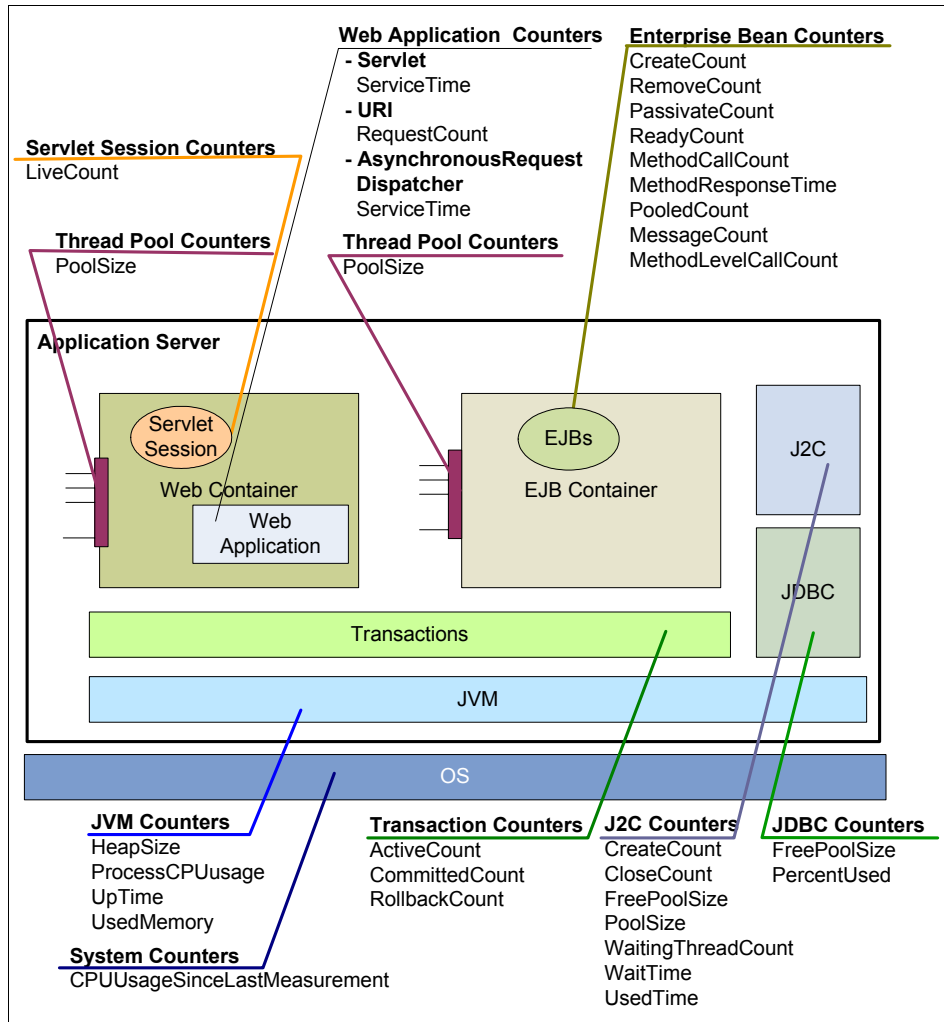 Web Application  Counters
- Servlet
ServiceTime
- URI
RequestCount
- AsynchronousRequest
Dispatcher
ServiceTime
Enterprise Bean Counters
CreateCount
RemoveCount
PassivateCount
ReadyCount
MethodCallCount
MethodResponseTime
PooledCount
MessageCount
MethodLevelCallCount
Servlet Session Counters
LiveCount
Thread Pool Counters
PoolSize
Thread Pool Counters
PoolSize
Application Server
Servlet
Session
Web Container
Web
Application
EJBs
EJB Container
J2C
JDBC
Transactions
JVM
OS
JVM Counters
HeapSize
ProcessCPUusage
UpTime
UsedMemory
System Counters
CPUUsageSinceLastMeasurement
Transaction Counters
ActiveCount
CommittedCount
RollbackCount
J2C Counters
CreateCount
CloseCount
FreePoolSize
PoolSize
WaitingThreadCount
WaitTime
UsedTime
JDBC Counters
FreePoolSize
PercentUsed